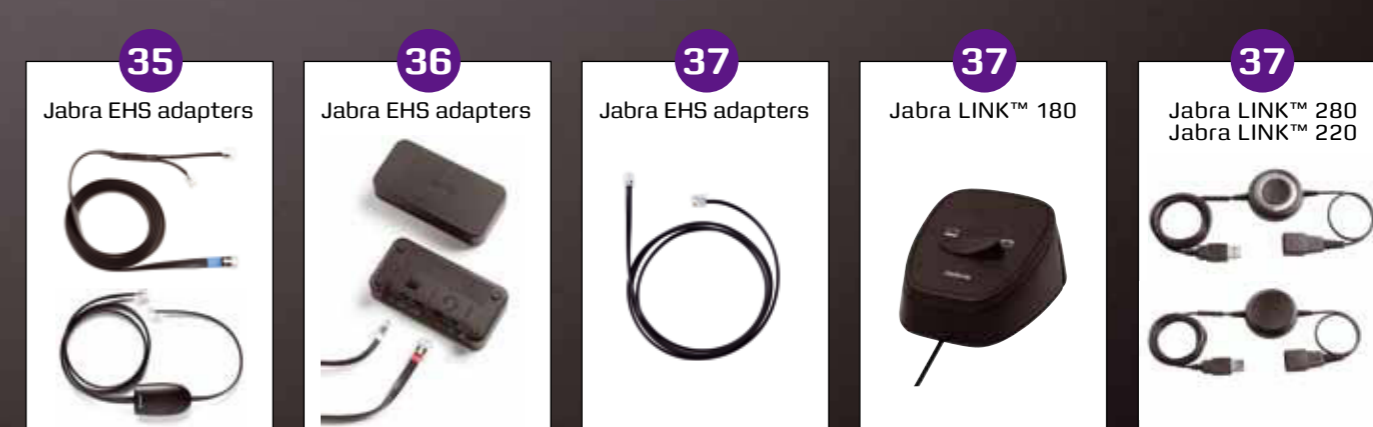 35
Jabra EHS adapters
36
Jabra EHS adapters
37
Jabra EHS adapters
37
Jabra LINK™ 180
37
Jabra LINK™ 280
Jabra LINK™ 220